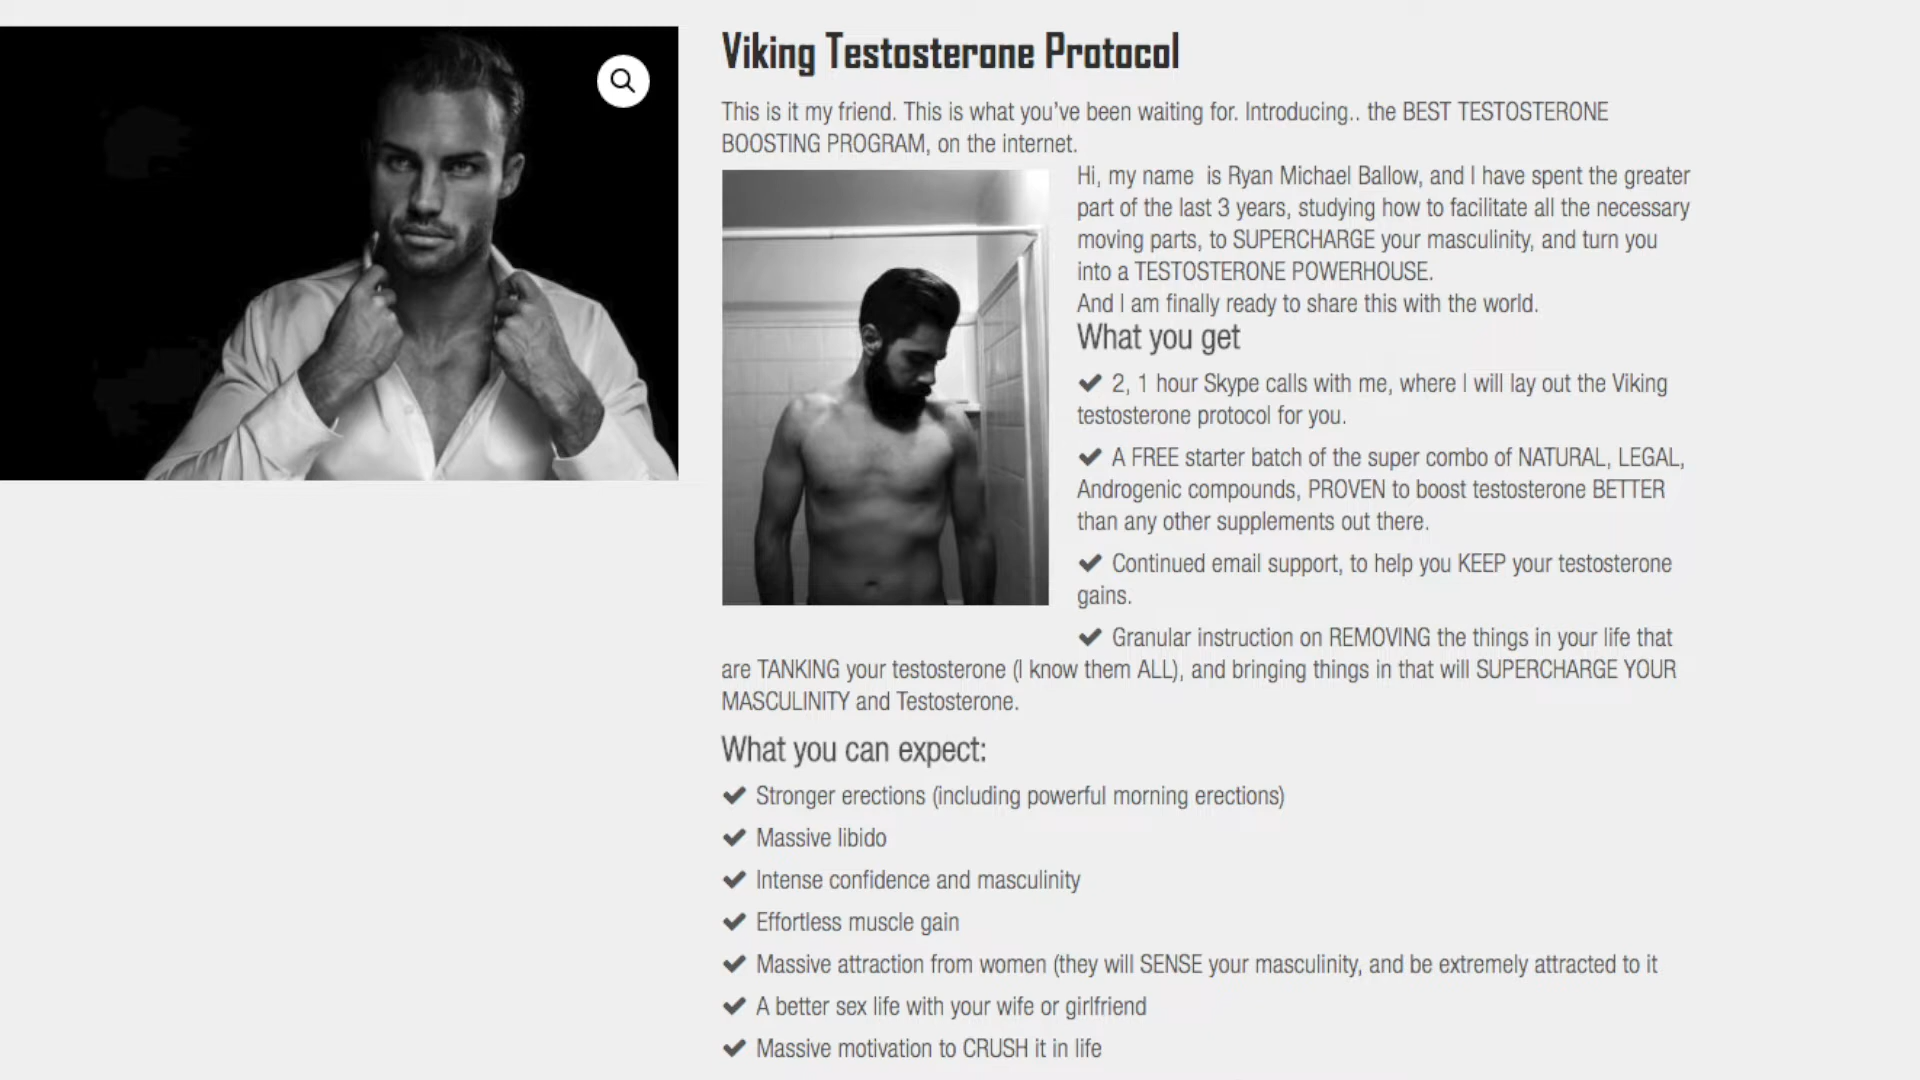 Viking Testosterone Protocol
This is it my friend. This is what you’ve been waiting for. Introducing.. the BEST TESTOSTERONE
BOOSTING PROGRAM, on the internet.
Hi, my name  is Ryan Michael Ballow, and I have spent the greater
part of the last 3 years, studying how to facilitate all the necessary
moving parts, to SUPERCHARGE your masculinity, and turn you
into a TESTOSTERONE POWERHOUSE.
And I am finally ready to share this with the world.
What you get
✔ 2, 1 hour Skype calls with me, where I will lay out the Viking
testosterone protocol for you.
✔ A FREE starter batch of the super combo of NATURAL, LEGAL,
Androgenic compounds, PROVEN to boost testosterone BETTER
than any other supplements out there.
✔ Continued email support, to help you KEEP your testosterone
gains.
✔ Granular instruction on REMOVING the things in your life that
are TANKING your testosterone (I know them ALL), and bringing things in that will SUPERCHARGE YOUR
MASCULINITY and Testosterone.
What you can expect:
✔ Stronger erections (including powerful morning erections)
✔ Massive libido
✔ Intense confidence and masculinity
✔ Effortless muscle gain
✔ Massive attraction from women (they will SENSE your masculinity, and be extremely attracted to it
✔ A better sex life with your wife or girlfriend
✔ Massive motivation to CRUSH it in life